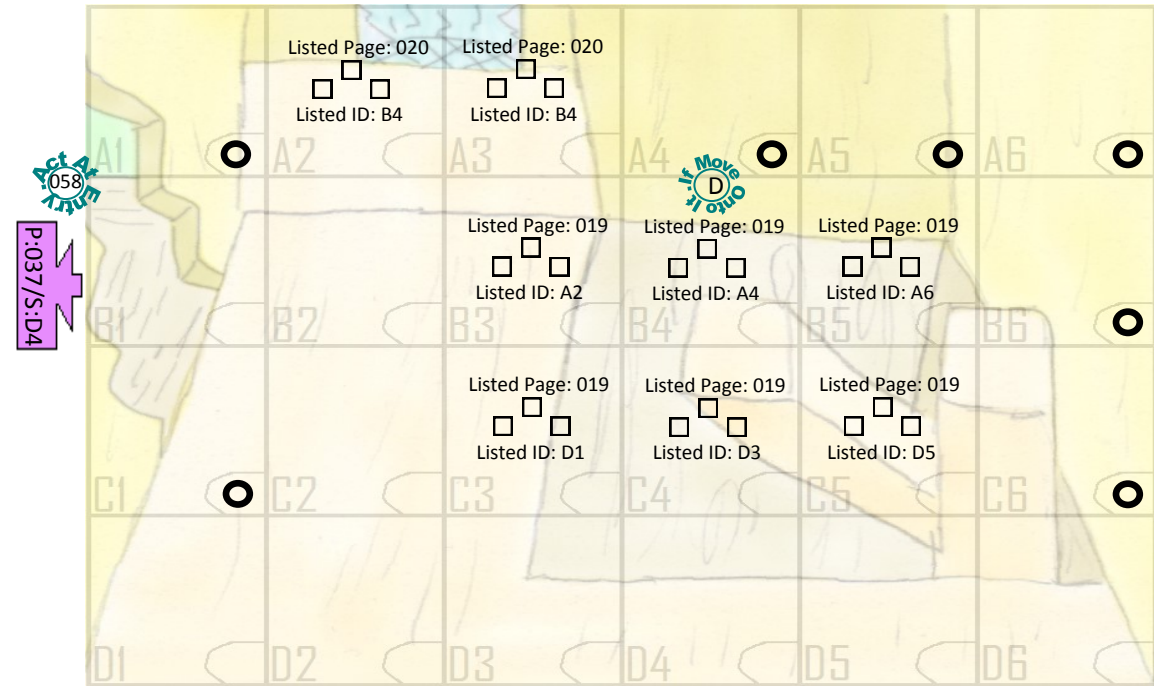 Listed Page: 020
Listed ID: B4
Listed Page: 020
Listed ID: B4
A1
A2
A3
A4
A5
A6
Act At Entry.
058
If Move Onto It.
D
P:037/S:D4
Listed Page: 019
Listed ID: A2
Listed Page: 019
Listed ID: A4
Listed Page: 019
Listed ID: A6
B1
B2
B3
B4
B5
B6
Listed Page: 019
Listed ID: D1
Listed Page: 019
Listed ID: D3
Listed Page: 019
Listed ID: D5
C1
C2
C3
C4
C5
C6
D1
D2
D3
D4
D5
D6